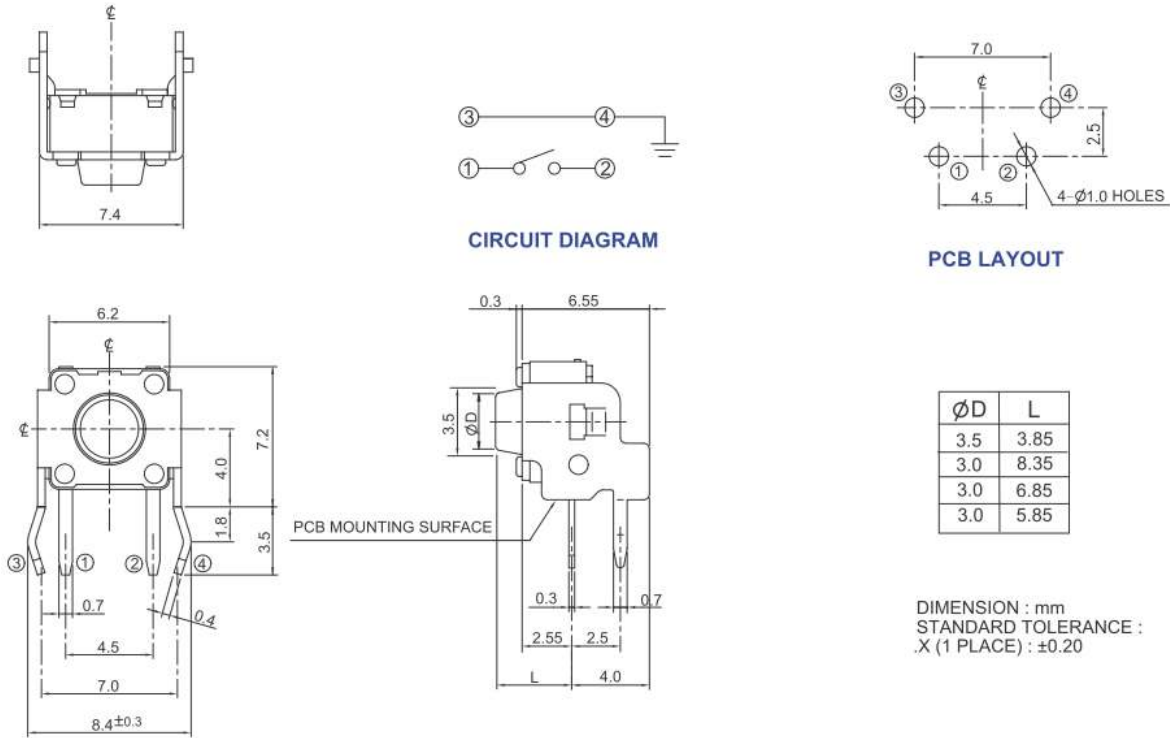 ℄
7.4
③ ④
① ②
CIRCUIT DIAGRAM
7.0
③ ℄ ④
2.5
① ②
4.5
4-Ø1.0 HOLES
PCB LAYOUT
6.2
℄
℄
7.2
4.0
1.8
3.5
③ ① ② ④
0.7
0.4
4.5
7.0
8.4±0.3
0.3 6.55
3.5
ØD
PCB MOUNTING SURFACE
0.3 0.7
2.55 2.5
L 4.0
ØD L
3.5 3.85
3.0 8.35
3.0 6.85
3.0 5.85
DIMENSION : mm
STANDARD TOLERANCE :
.X (1 PLACE) : ±0.20